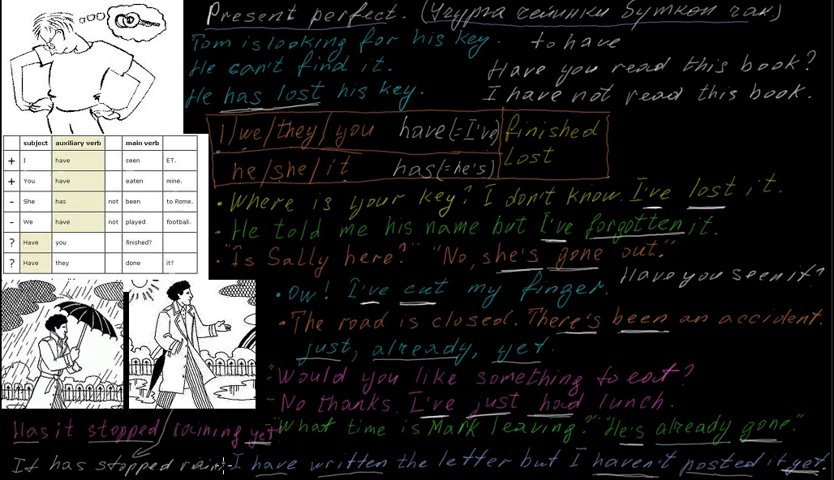 Present perfect. (Үчурга чейинки бүткөн чак)
Tom is looking for his key. to have
He can't find it. Have you read this book?
He has lost his key. I have not read this book.
I/we/they/you have(=I've) finished
he/she/it has(=he's) lost
subject auxiliary verb main verb
+ I have seen ET.
+ You have eaten mine.
- She has not been to Rome.
- We have not played football.
? Have you finished?
? Have they done it?
• Where is your key? I don't know. I've lost it.
• He told me his name but I've forgotten it.
• "Is Sally here?" "No, she's gone out."
Have you seen it?
• Ow! I've cut my finger.
• The road is closed. There's been an accident.
just, already, yet.
- Would you like something to eat?
- No thanks. I've just had lunch.
Has it stopped raining yet
"What time is Mark leaving?" "He's already gone."
It has stopped rain
I have written the letter but I haven't posted it yet.